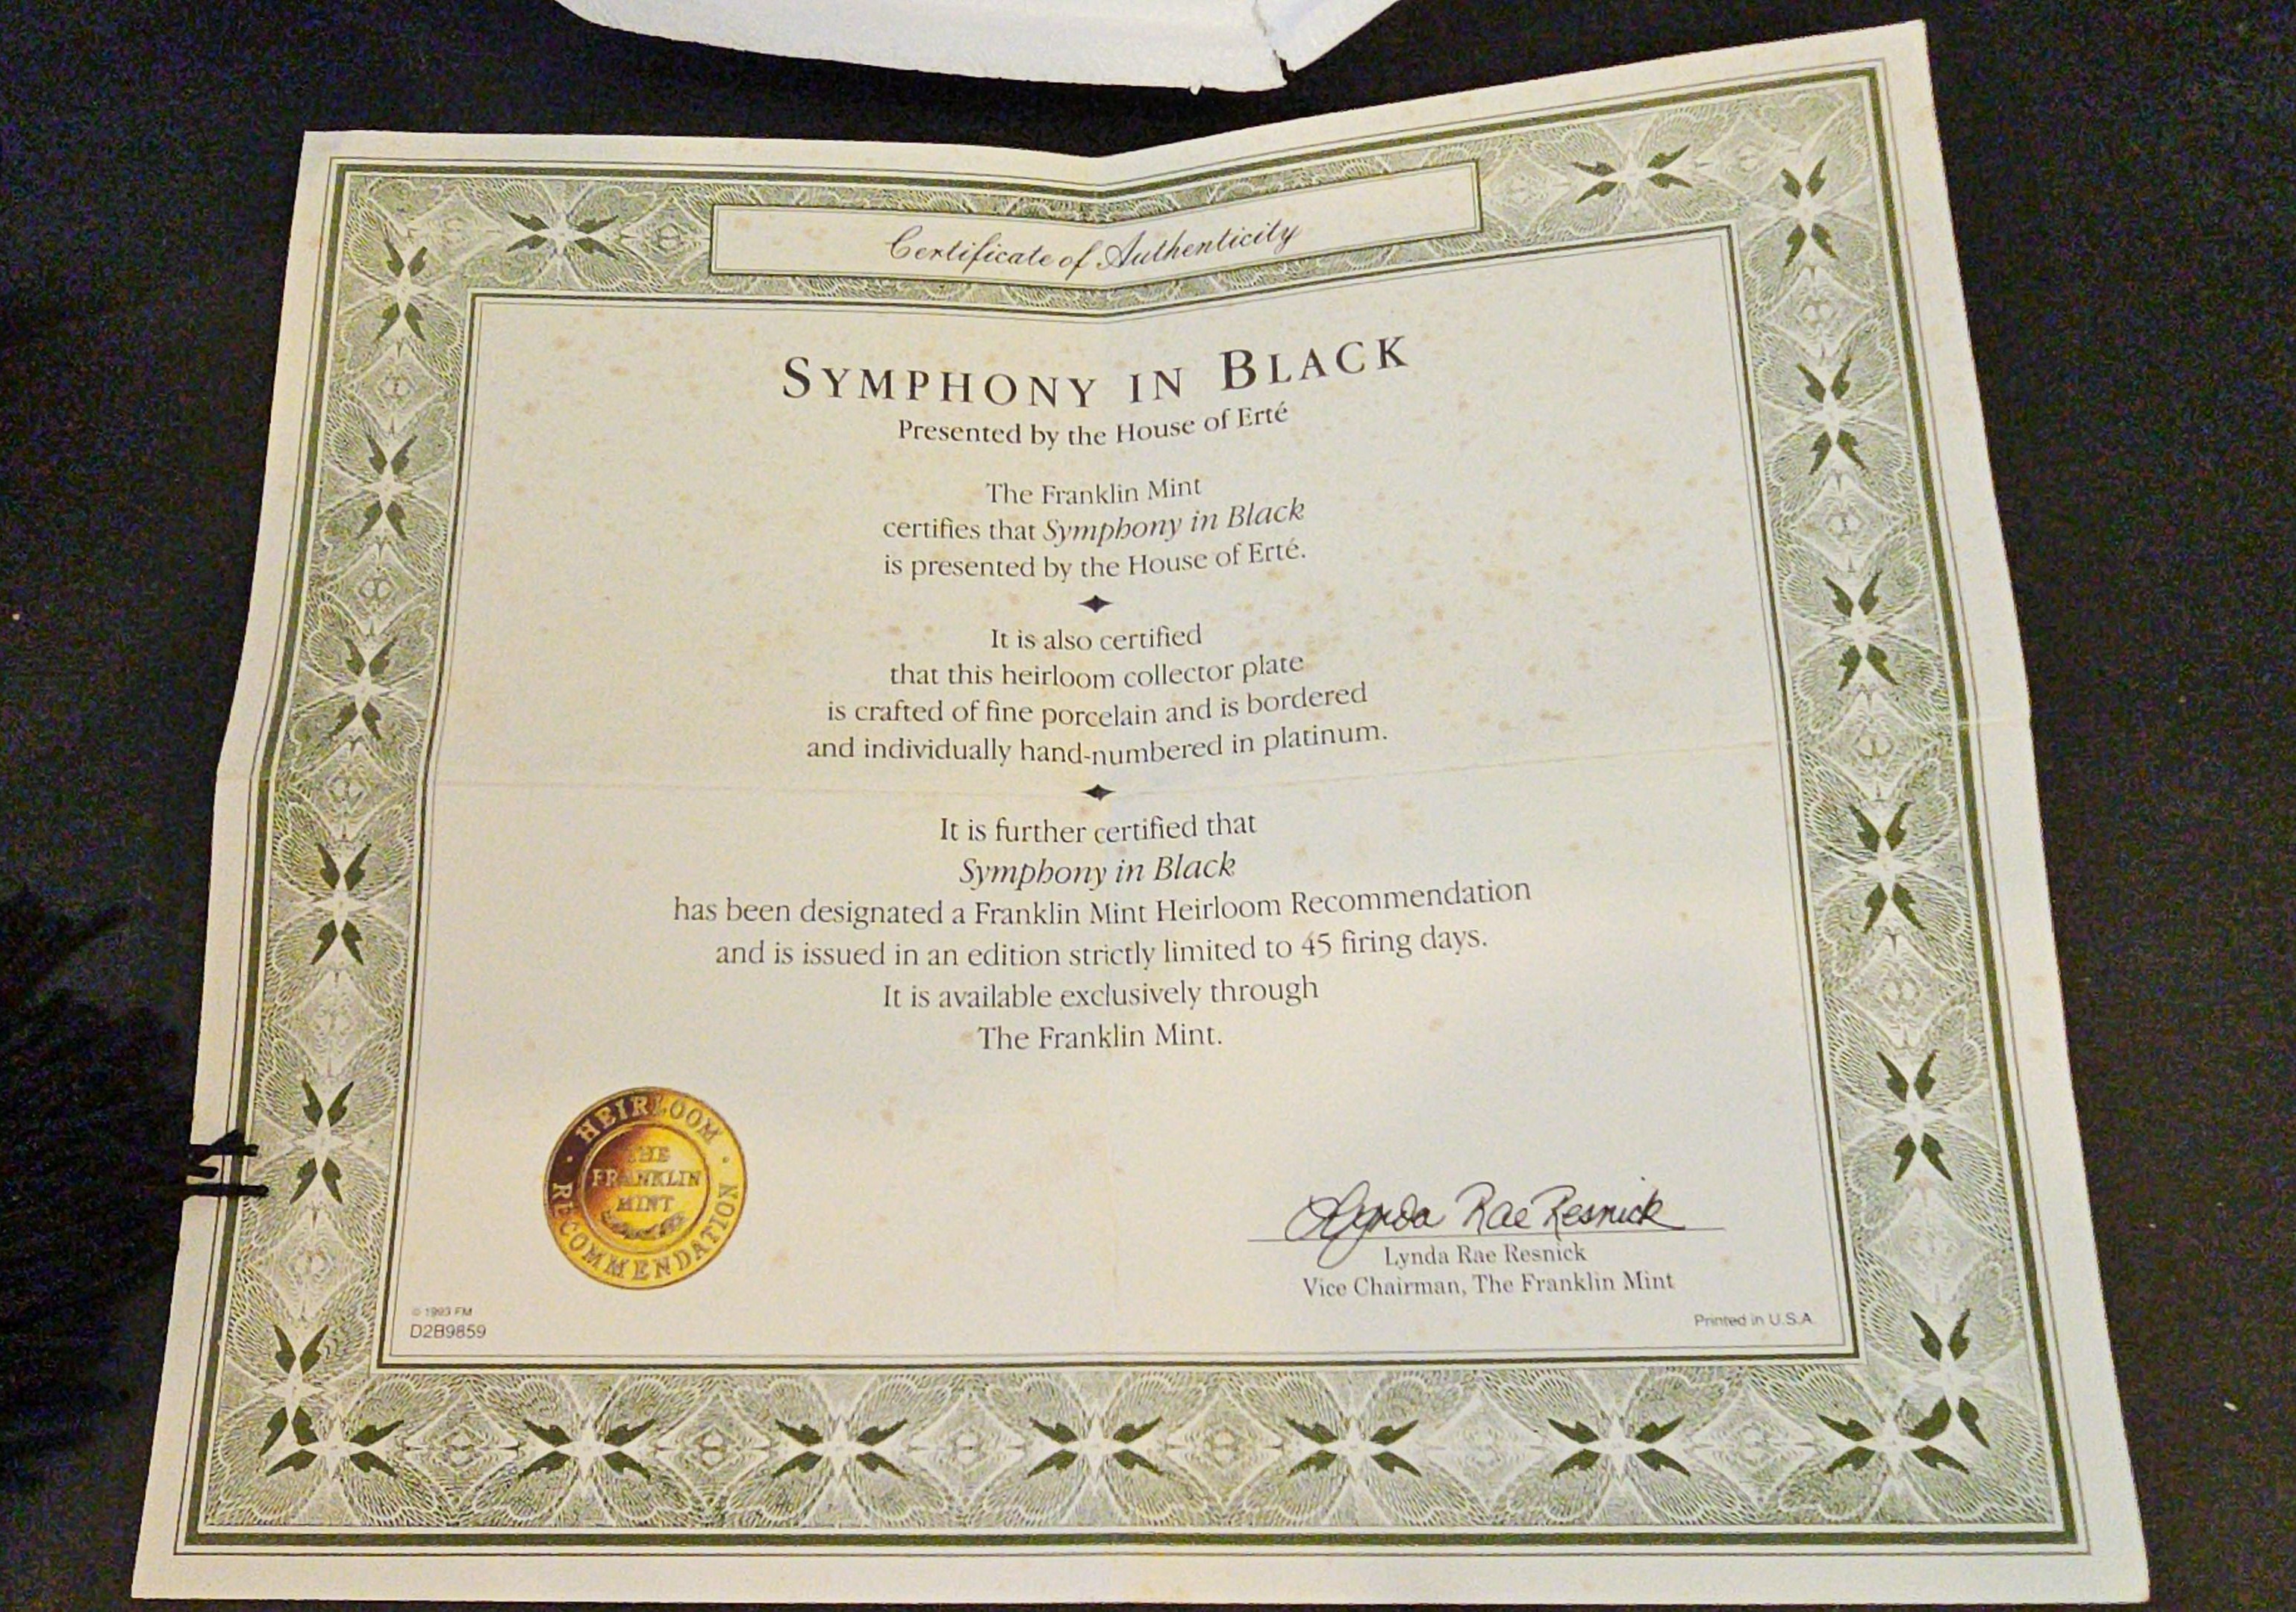 Certificate of Authenticity
SYMPHONY IN BLACK
Presented by the House of Erté
The Franklin Mint
certifies that Symphony in Black
is presented by the House of Erté.
It is also certified
that this heirloom collector plate
is crafted of fine porcelain and is bordered
and individually hand-numbered in platinum.
It is further certified that
Symphony in Black
has been designated a Franklin Mint Heirloom Recommendation
and is issued in an edition strictly limited to 45 firing days.
It is available exclusively through
The Franklin Mint.
HEIRLOOM
THE
FRANKLIN
MINT
RECOMMENDATION
Lynda Rae Resnick
Lynda Rae Resnick
Vice Chairman, The Franklin Mint
© 1993 FM
D2B9859
Printed in U.S.A.